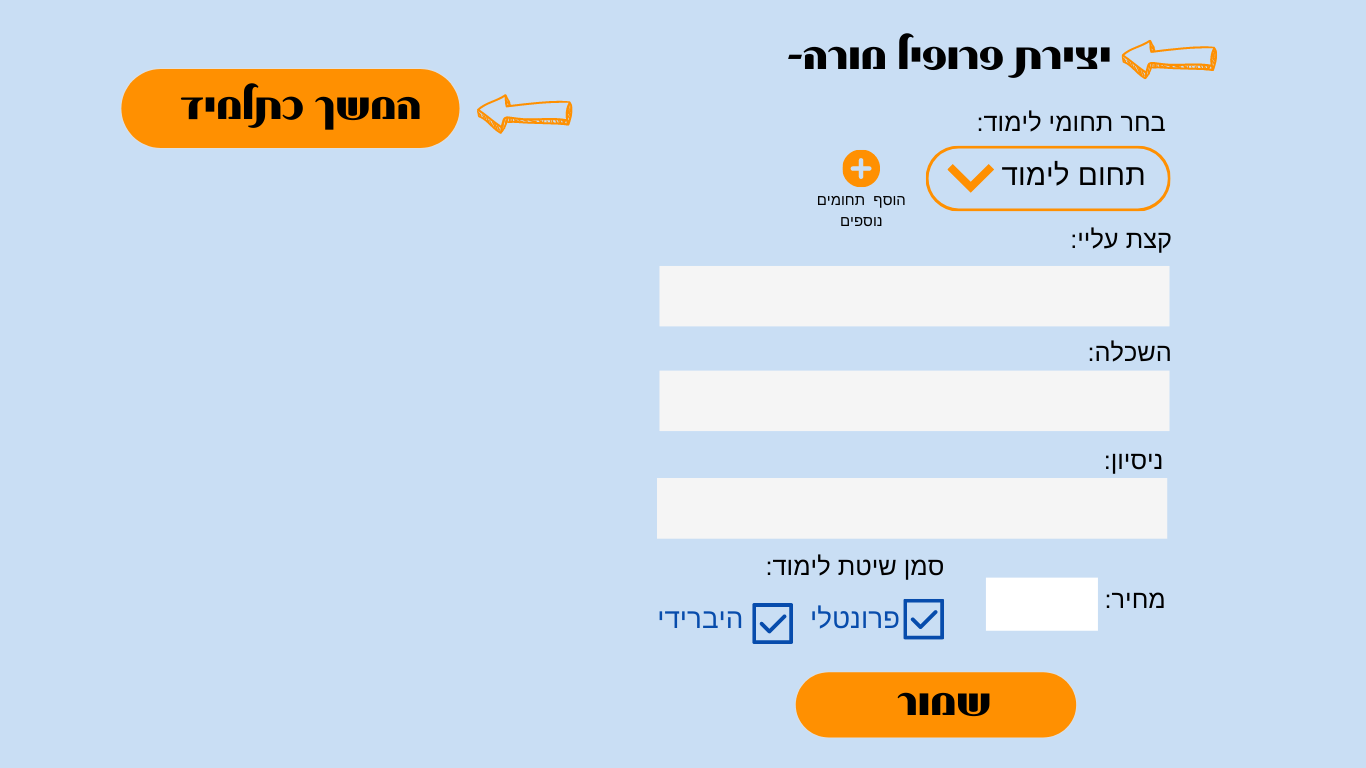 יצירת פרופיל מורה-
המשך כתלמיד
בחר תחומי לימוד:
תחום לימוד
הוסף תחומים
נוספים
קצת עליי:
השכלה:
ניסיון:
מחיר:
סמן שיטת לימוד:
פרונטלי
היברידי
שמור